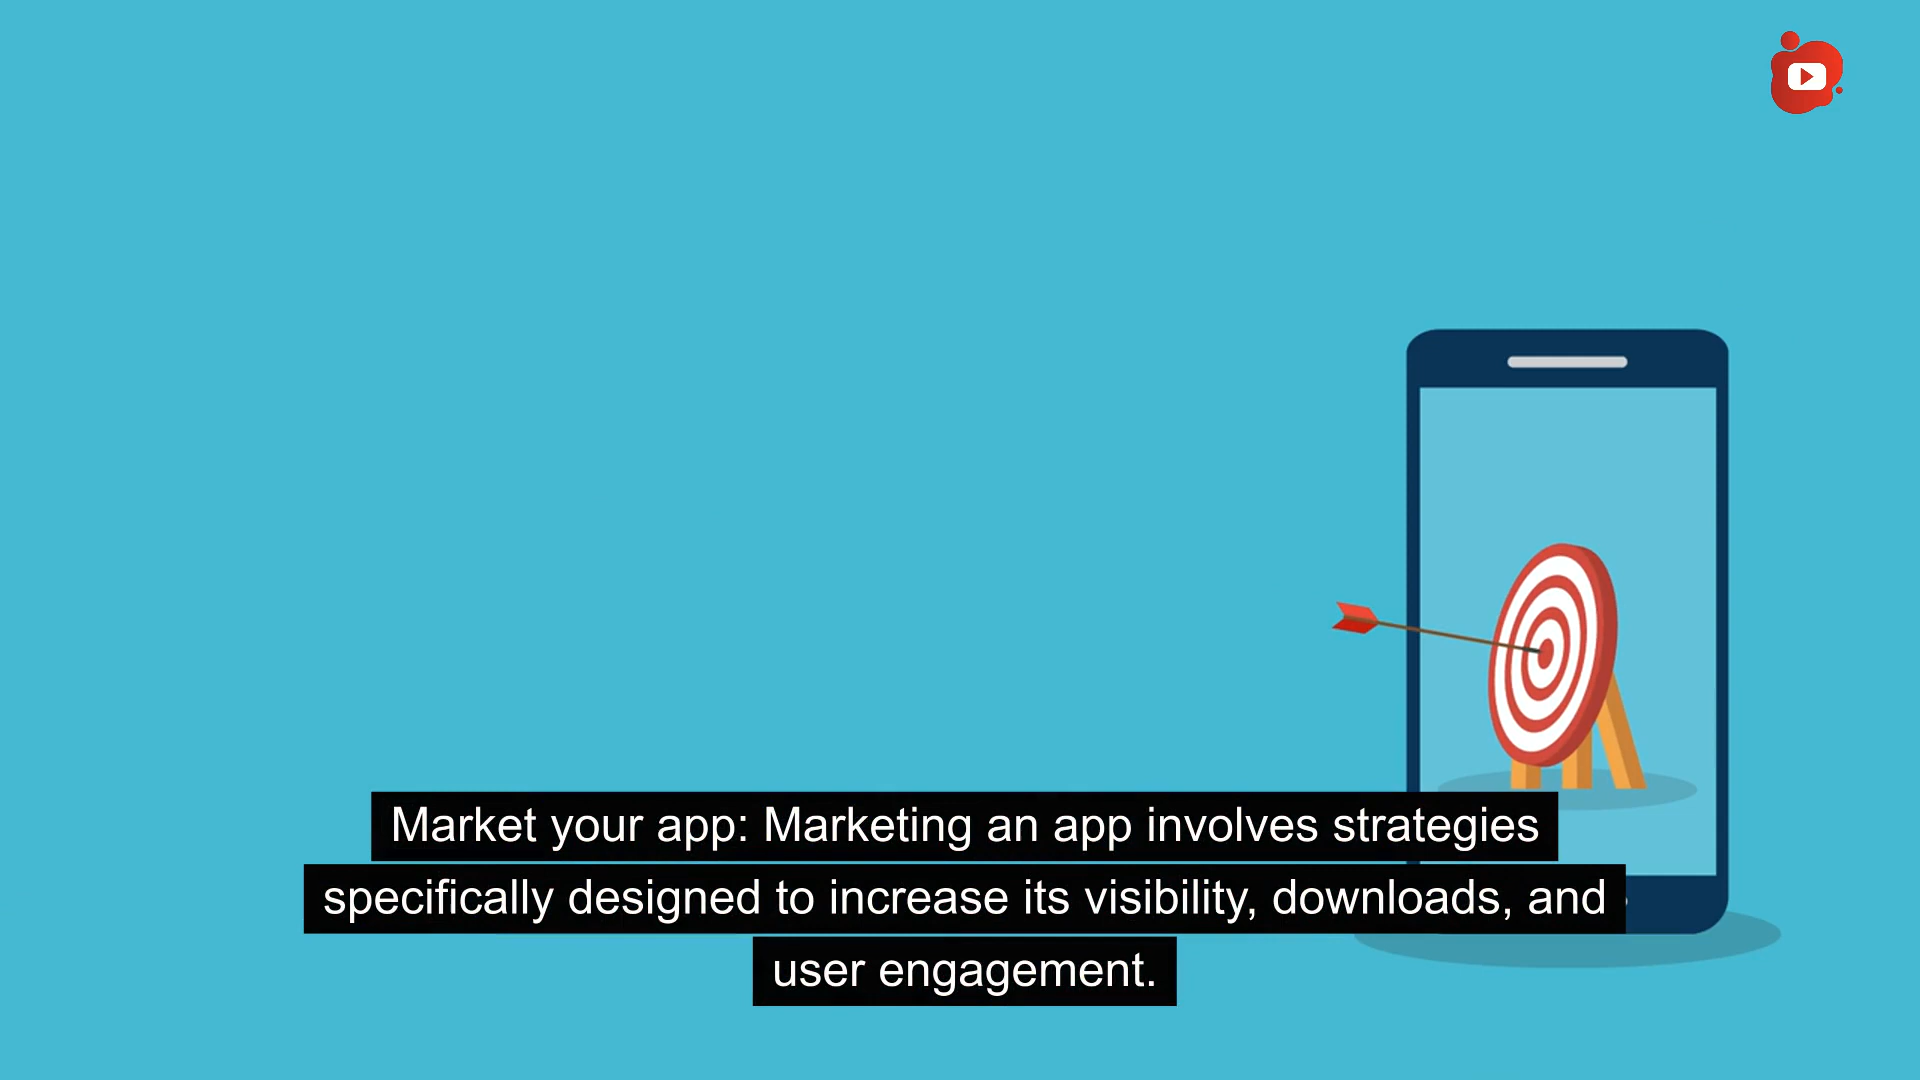 Market your app: Marketing an app involves strategies
specifically designed to increase its visibility, downloads, and
user engagement.